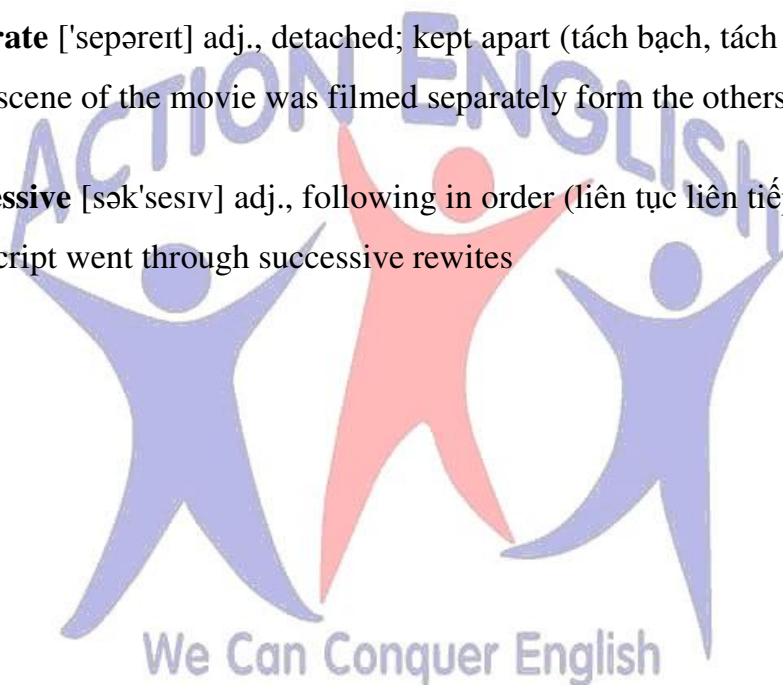 rate ['sepəreɪt] adj., detached; kept apart (tách bạch, tách
scene of the movie was filmed separately form the others
essive [sək'sesɪv] adj., following in order (liên tục liên tiế
cript went through successive rewites
ACTION ENGLISH
We Can Conquer English